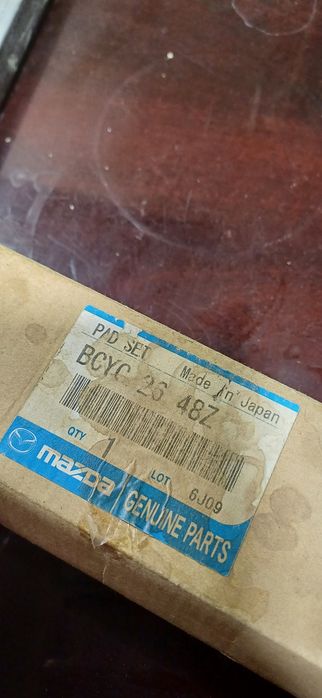 PAD SET Made In Japan
BCYC 26 48Z
QTY 1 LOT 6J09
mazda GENUINE PARTS